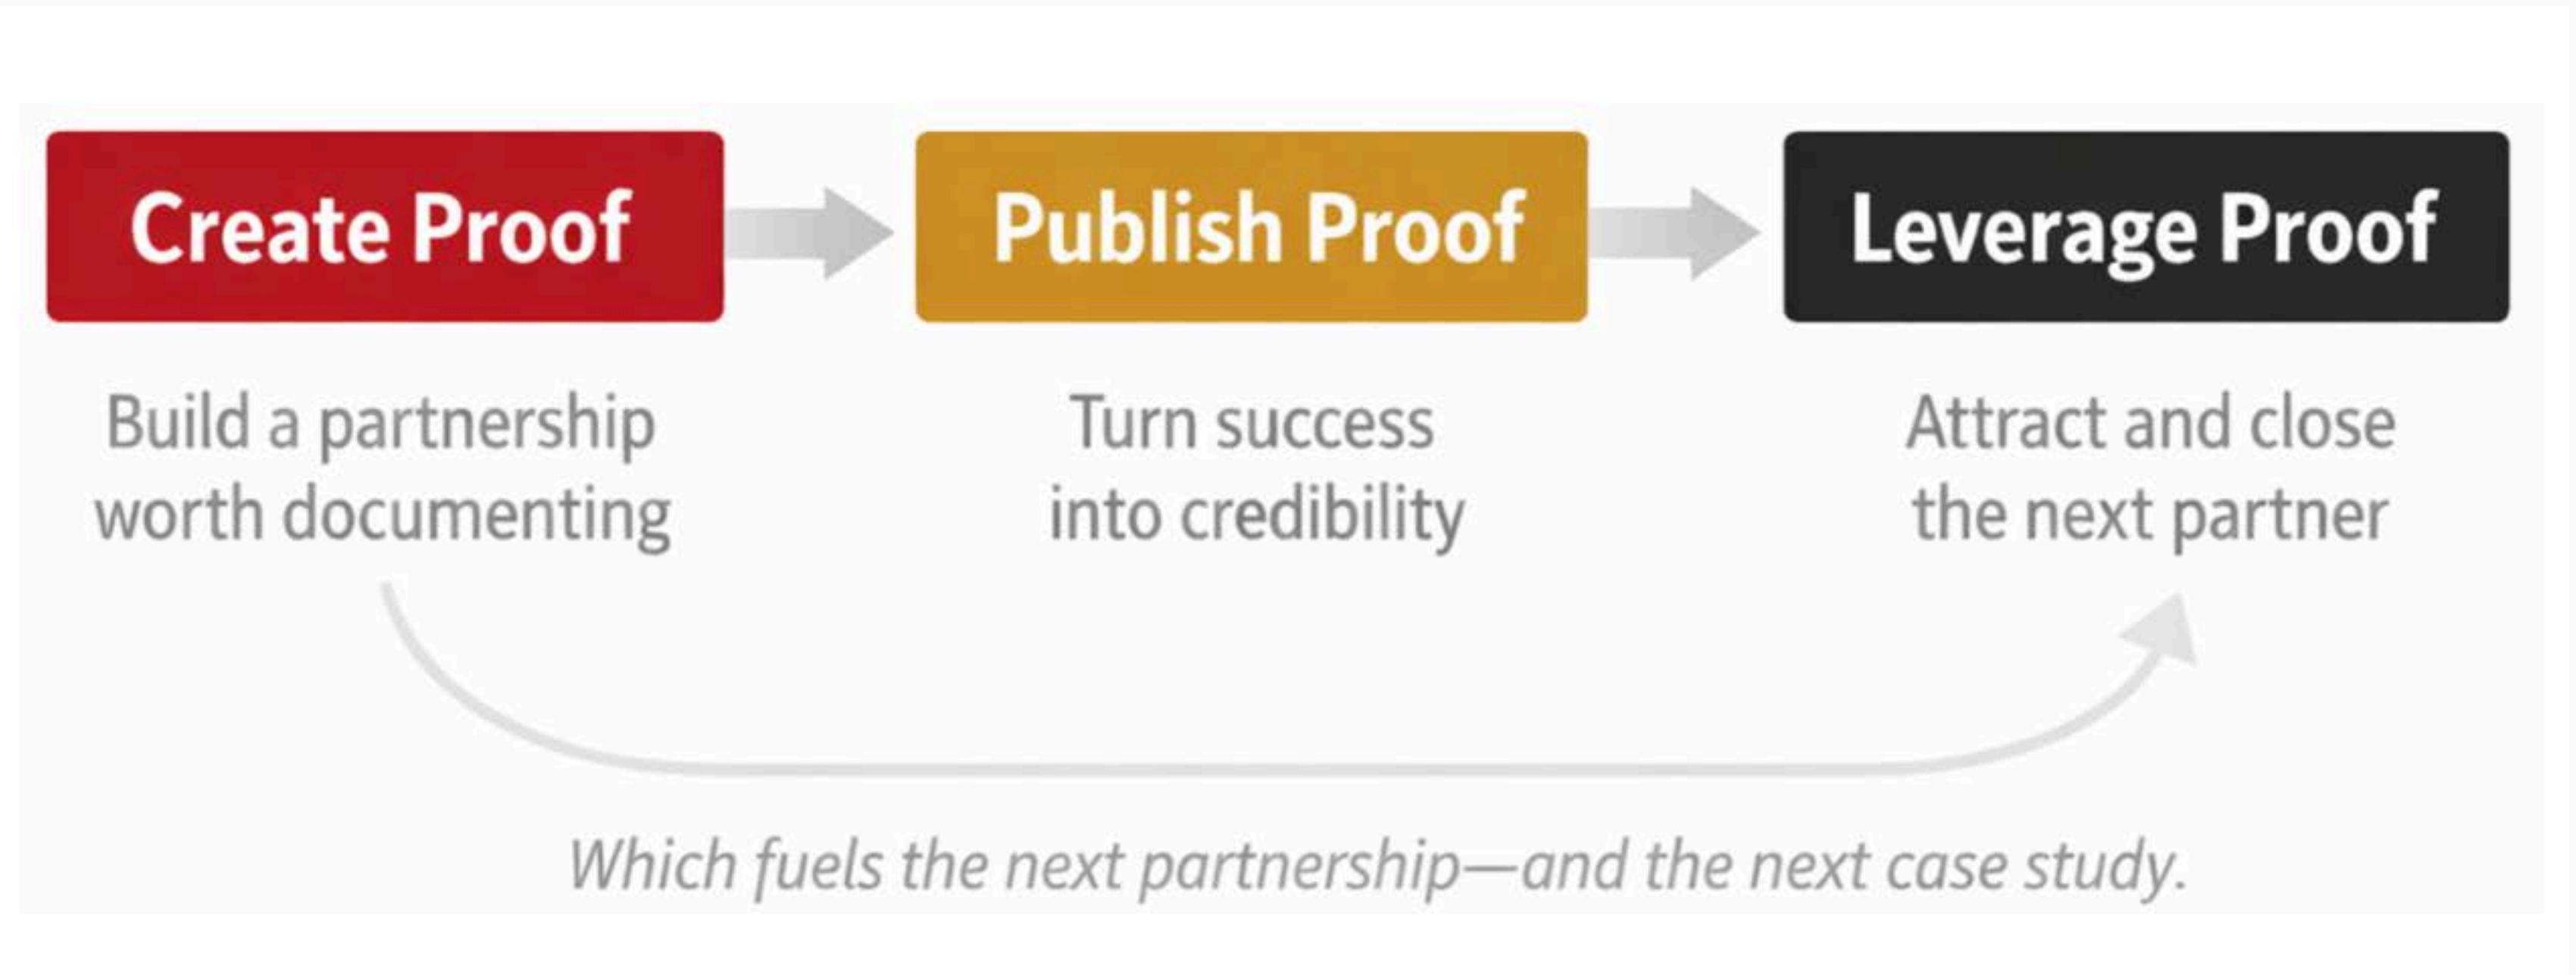 Create Proof
Publish Proof
Leverage Proof
Build a partnership
worth documenting
Turn success
into credibility
Attract and close
the next partner
Which fuels the next partnership—and the next case study.